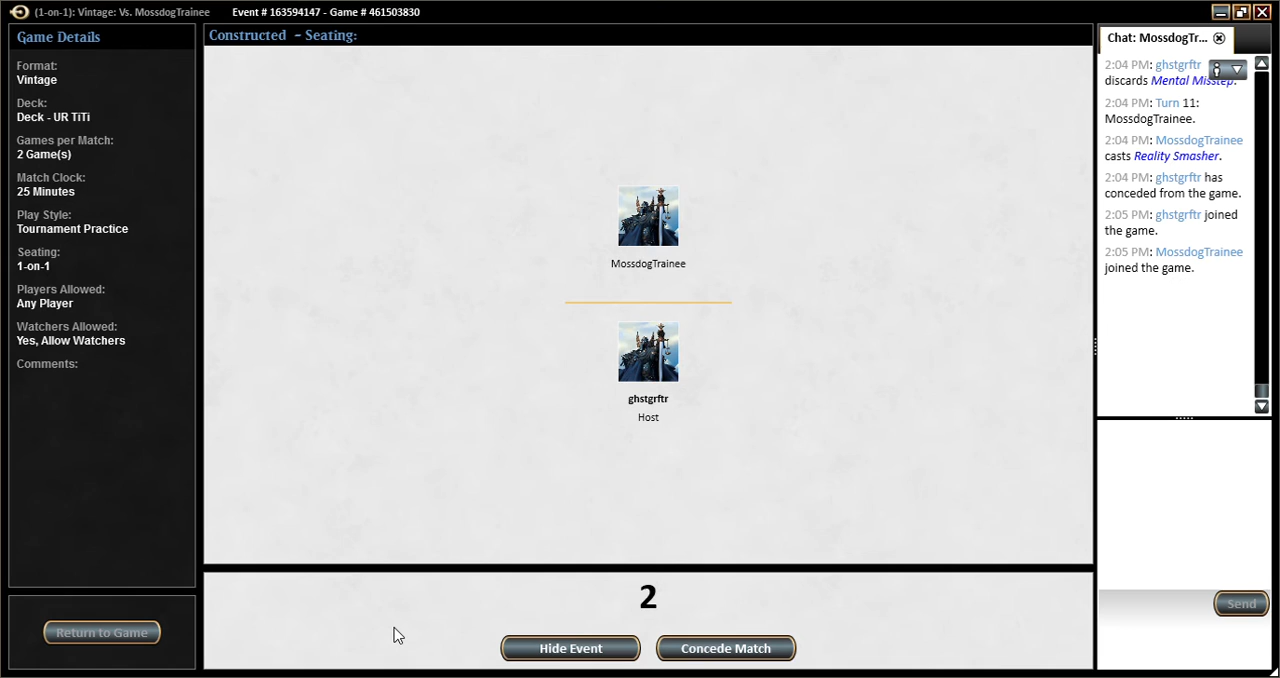 (1-on-1): Vintage: Vs. MossdogTrainee Event # 163594147 - Game # 461503830
Game Details
Format:
Vintage
Deck:
Deck - UR TiTi
Games per Match:
2 Game(s)
Match Clock:
25 Minutes
Play Style:
Tournament Practice
Seating:
1-on-1
Players Allowed:
Any Player
Watchers Allowed:
Yes, Allow Watchers
Comments:
Return to Game
Constructed - Seating:
MossdogTrainee
ghstgrftr
Host
2
Hide Event Concede Match
Chat: MossdogTr...
2:04 PM: ghstgrftr
discards Mental Misstep.
2:04 PM: Turn 11:
MossdogTrainee.
2:04 PM: MossdogTrainee
casts Reality Smasher.
2:04 PM: ghstgrftr has
conceded from the game.
2:05 PM: ghstgrftr joined
the game.
2:05 PM: MossdogTrainee
joined the game.
Send